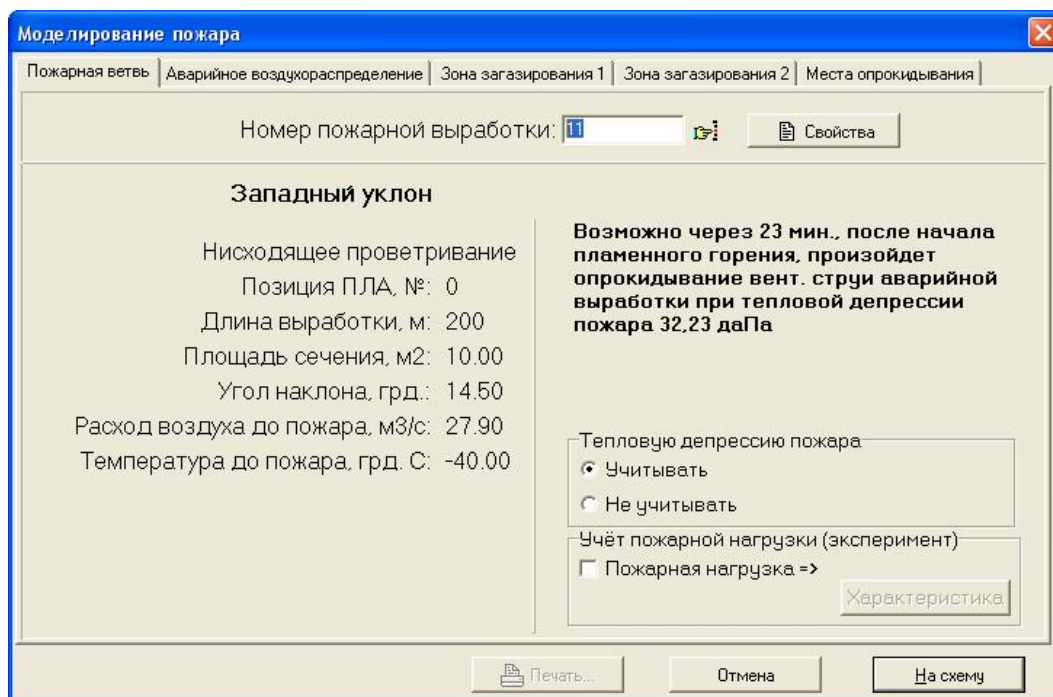 Моделирование пожара
Пожарная ветвь Аварийное воздухораспределение Зона загазирования 1 Зона загазирования 2 Места опрокидывания
Номер пожарной выработки: 11 Свойства
Западный уклон
Нисходящее проветривание
Позиция ПЛА, №: 0
Длина выработки, м: 200
Площадь сечения, м2: 10.00
Угол наклона, грд.: 14.50
Расход воздуха до пожара, м3/с: 27.90
Температура до пожара, грд. С: -40.00
Возможно через 23 мин., после начала
пламенного горения, произойдет
опрокидывание вент. струи аварийной
выработки при тепловой депрессии
пожара 32,23 даПа
Тепловую депрессию пожара
Учитывать
Не учитывать
Учёт пожарной нагрузки (эксперимент)
Пожарная нагрузка =>
Характеристика
Печать... Отмена На схему